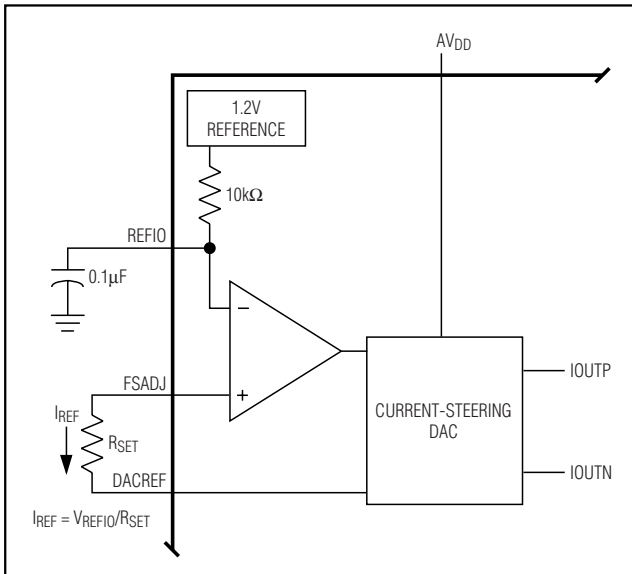 AVDD
1.2V
REFERENCE
10kΩ
REFIO
0.1μF
−
FSADJ
+
IREF
RSET
CURRENT-STEERING
DAC
IOUTP
DACREF
IOUTN
IREF = VREFIO/RSET